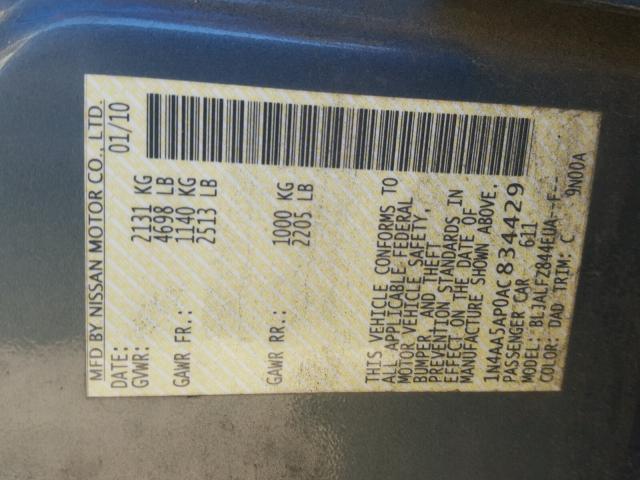 MFD BY NISSAN MOTOR CO., LTD.
DATE: 01/10
GVWR: 2131 KG
4698 LB
GAWR FR.: 1140 KG
2513 LB
GAWR RR.: 1000 KG
2205 LB
THIS VEHICLE CONFORMS TO
ALL APPLICABLE FEDERAL
MOTOR VEHICLE SAFETY,
BUMPER, AND THEFT
PREVENTION STANDARDS IN
EFFECT ON THE DATE OF
MANUFACTURE SHOWN ABOVE.
1N4AA5AP0AC834429
PASSENGER CAR 611
MODEL: BLJALFZ844EUA-F--
COLOR: DAD TRIM: C 9N00A